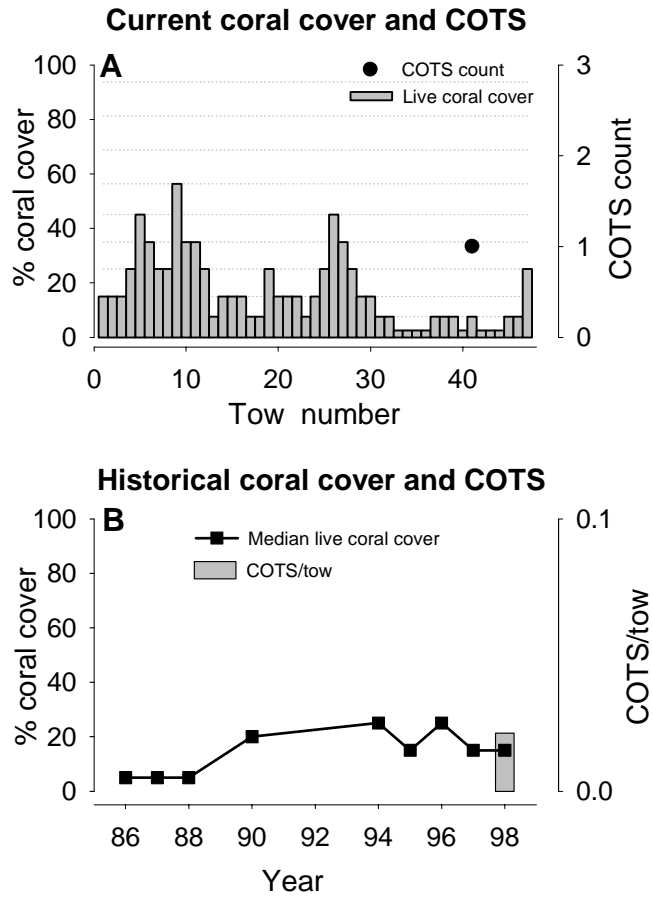 Current coral cover and COTS
A
COTS count
Live coral cover
100
80
60
40
20
0
% coral cover
3
2
1
0
COTS count
0 10 20 30 40
Tow number
Historical coral cover and COTS
B
Median live coral cover
COTS/tow
100
80
60
40
20
0
% coral cover
0.1
0.0
COTS/tow
86 88 90 92 94 96 98
Year